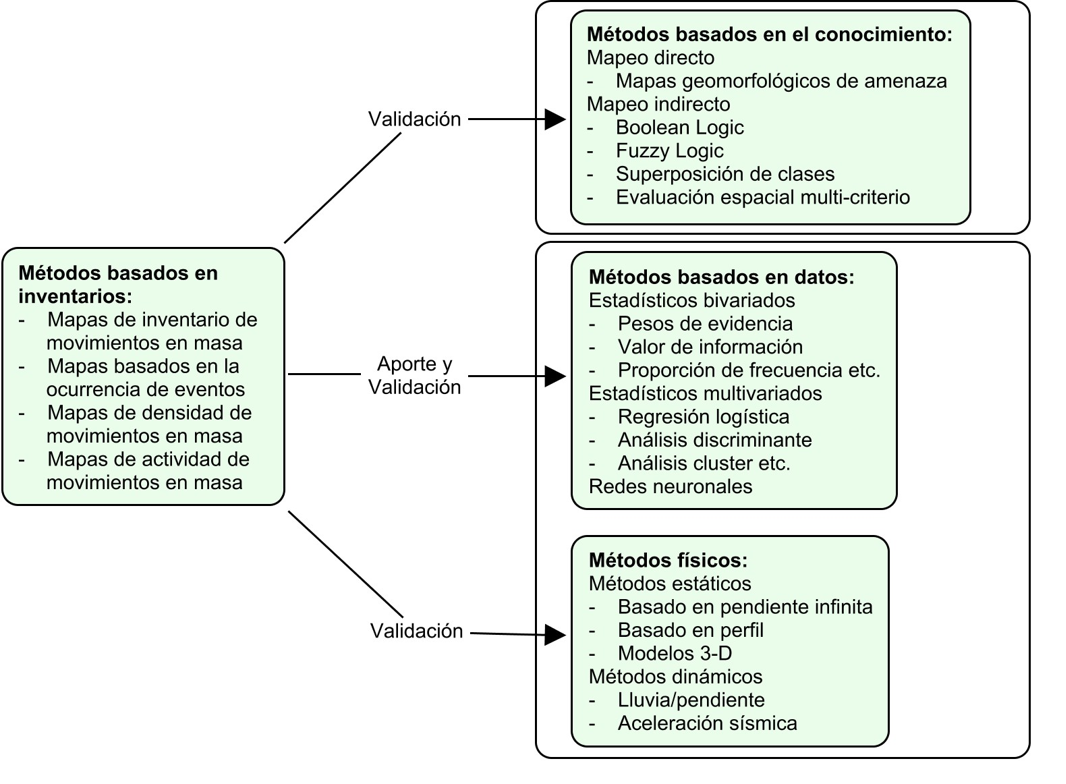 Métodos basados en el conocimiento:
Mapeo directo
- Mapas geomorfológicos de amenaza
Mapeo indirecto
- Boolean Logic
- Fuzzy Logic
- Superposición de clases
- Evaluación espacial multi-criterio
Validación
Métodos basados en
inventarios:
- Mapas de inventario de
movimientos en masa
- Mapas basados en la
ocurrencia de eventos
- Mapas de densidad de
movimientos en masa
- Mapas de actividad de
movimientos en masa
Aporte y
Validación
Métodos basados en datos:
Estadísticos bivariados
- Pesos de evidencia
- Valor de información
- Proporción de frecuencia etc.
Estadísticos multivariados
- Regresión logística
- Análisis discriminante
- Análisis cluster etc.
Redes neuronales
Validación
Métodos físicos:
Métodos estáticos
- Basado en pendiente infinita
- Basado en perfil
- Modelos 3-D
Métodos dinámicos
- Lluvia/pendiente
- Aceleración sísmica